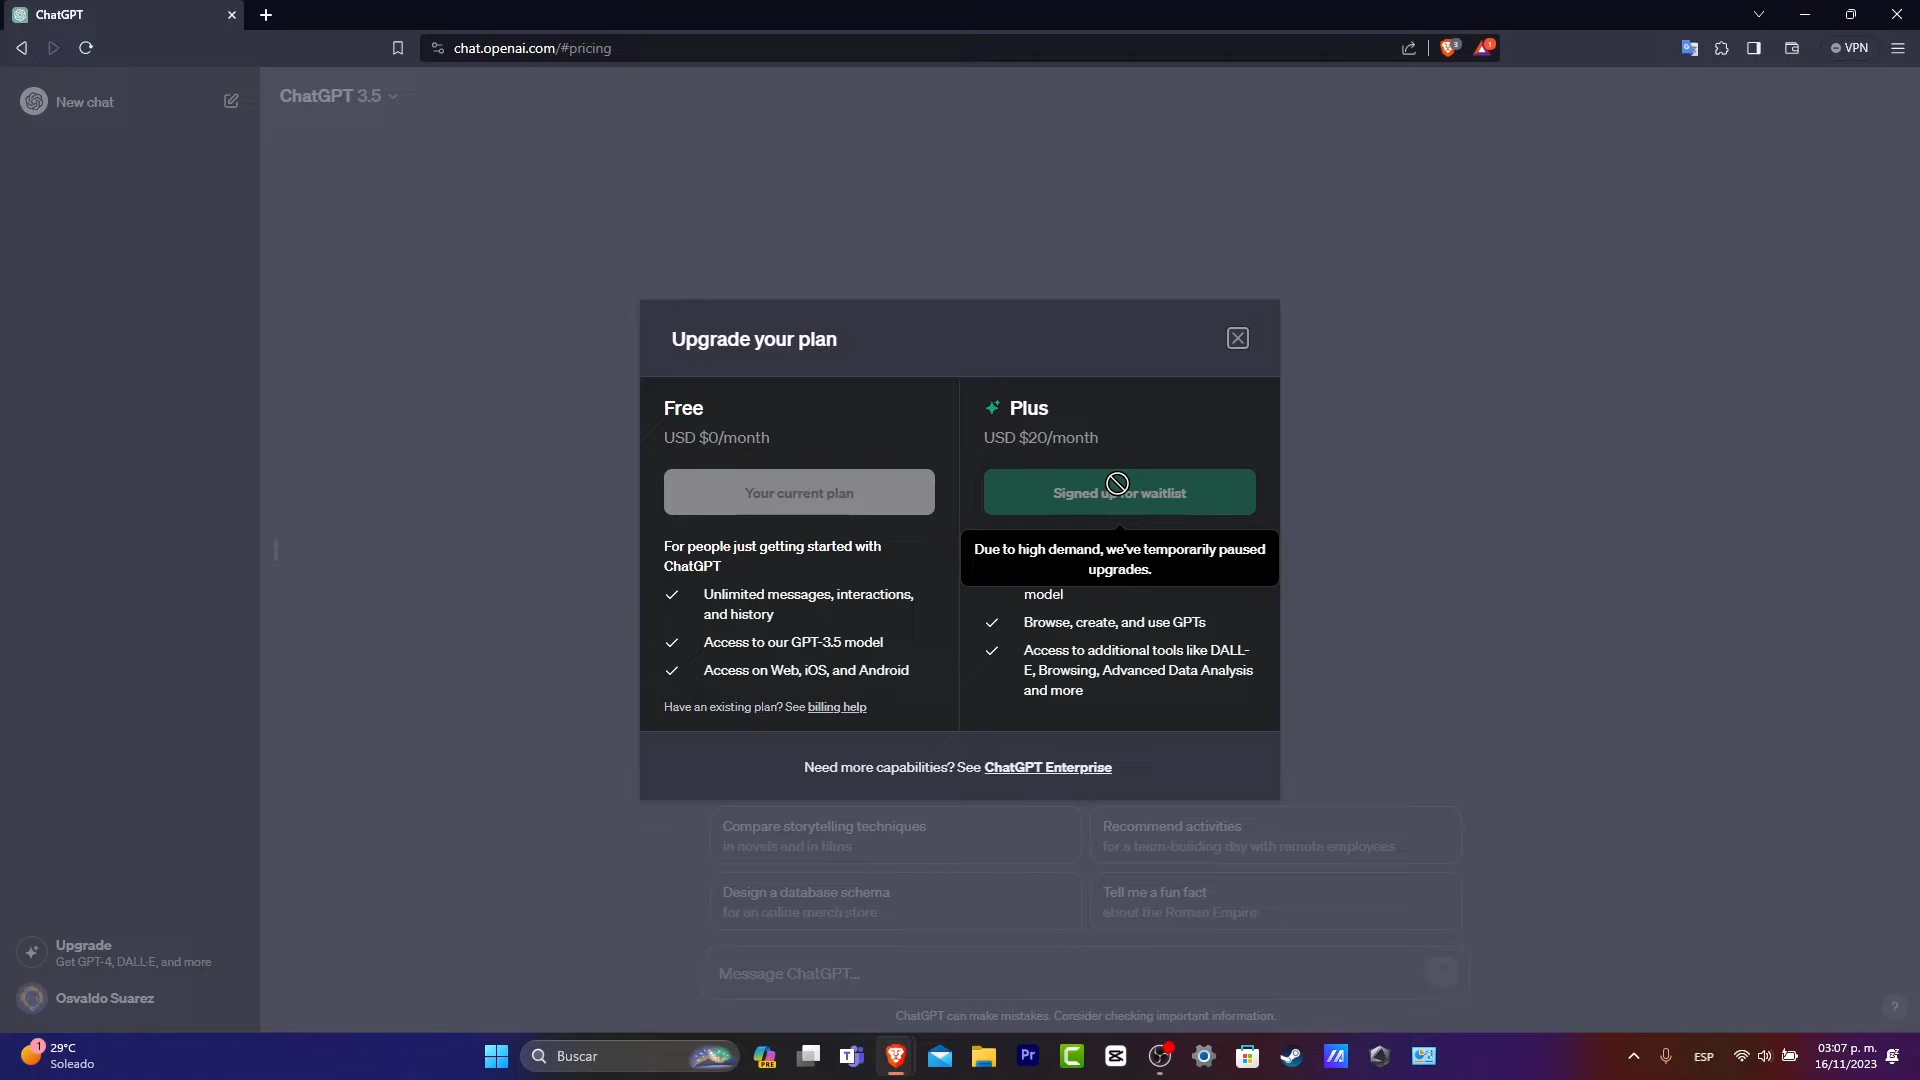 ChatGPT
chat.openai.com/#pricing
VPN
New chat
ChatGPT 3.5
Upgrade your plan
Free
USD $0/month
Your current plan
For people just getting started with
ChatGPT
Unlimited messages, interactions,
and history
Access to our GPT-3.5 model
Access on Web, iOS, and Android
Have an existing plan? See billing help
Plus
USD $20/month
Signed up for waitlist
Due to high demand, we've temporarily paused
upgrades.
model
Browse, create, and use GPTs
Access to additional tools like DALL-
E, Browsing, Advanced Data Analysis
and more
Need more capabilities? See ChatGPT Enterprise
Compare storytelling techniques
in novels and in films
Recommend activities
for a team-building day with remote employees
Design a database schema
for an online merch store
Tell me a fun fact
about the Roman Empire
Upgrade
Get GPT-4, DALL·E, and more
Osvaldo Suarez
Message ChatGPT...
ChatGPT can make mistakes. Consider checking important information.
?
1
29°C
Soleado
Buscar
PRE
Pr
ESP
03:07 p. m.
16/11/2023